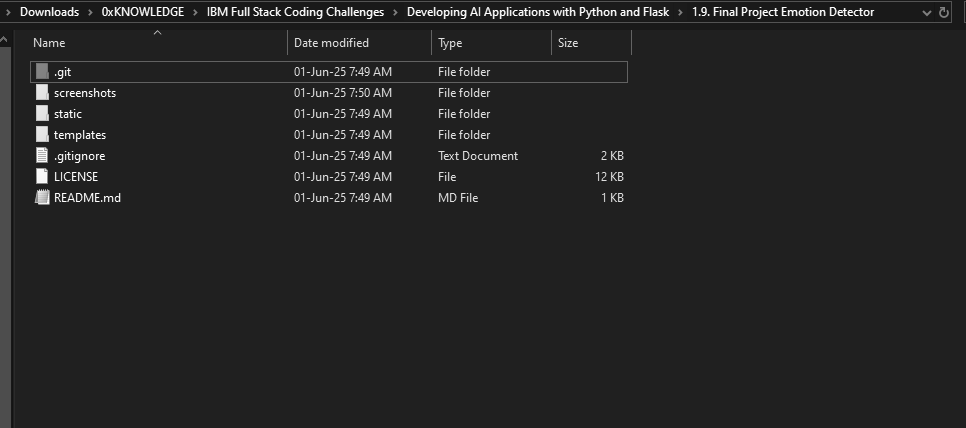 Downloads > 0xKNOWLEDGE > IBM Full Stack Coding Challenges > Developing AI Applications with Python and Flask > 1.9. Final Project Emotion Detector
Name Date modified Type Size
.git 01-Jun-25 7:49 AM File folder
screenshots 01-Jun-25 7:50 AM File folder
static 01-Jun-25 7:49 AM File folder
templates 01-Jun-25 7:49 AM File folder
.gitignore 01-Jun-25 7:49 AM Text Document 2 KB
LICENSE 01-Jun-25 7:49 AM File 12 KB
README.md 01-Jun-25 7:49 AM MD File 1 KB